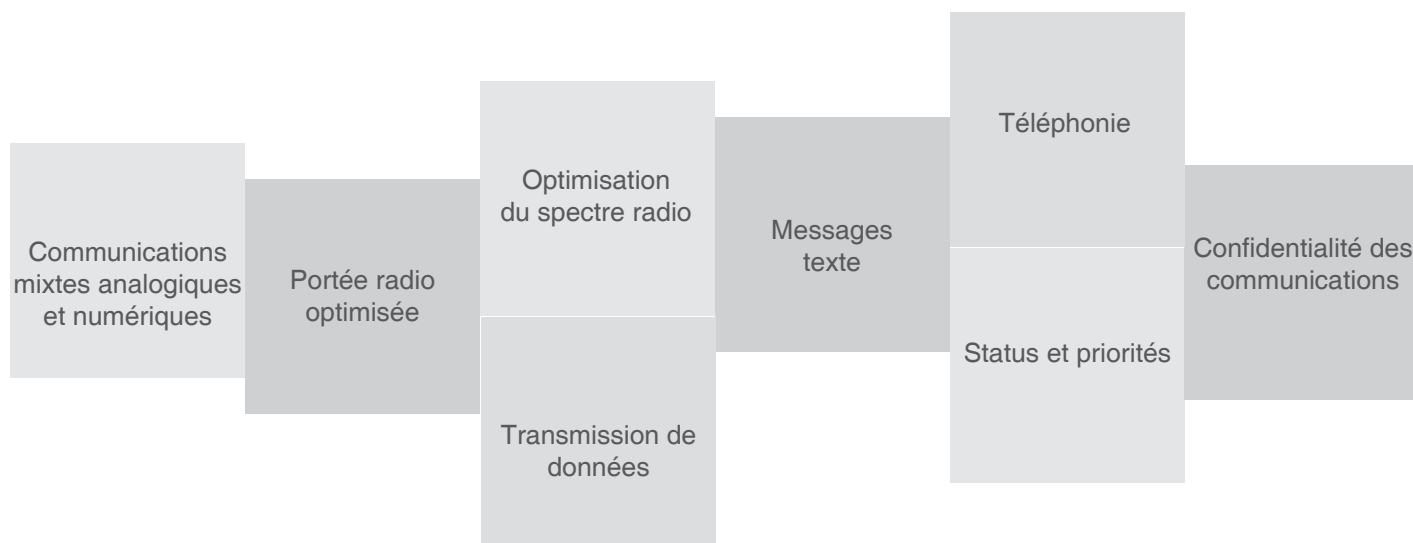 Communications
mixtes analogiques
et numériques
Portée radio
optimisée
Optimisation
du spectre radio
Transmission de
données
Messages
texte
Téléphonie
Status et priorités
Confidentialité des
communications